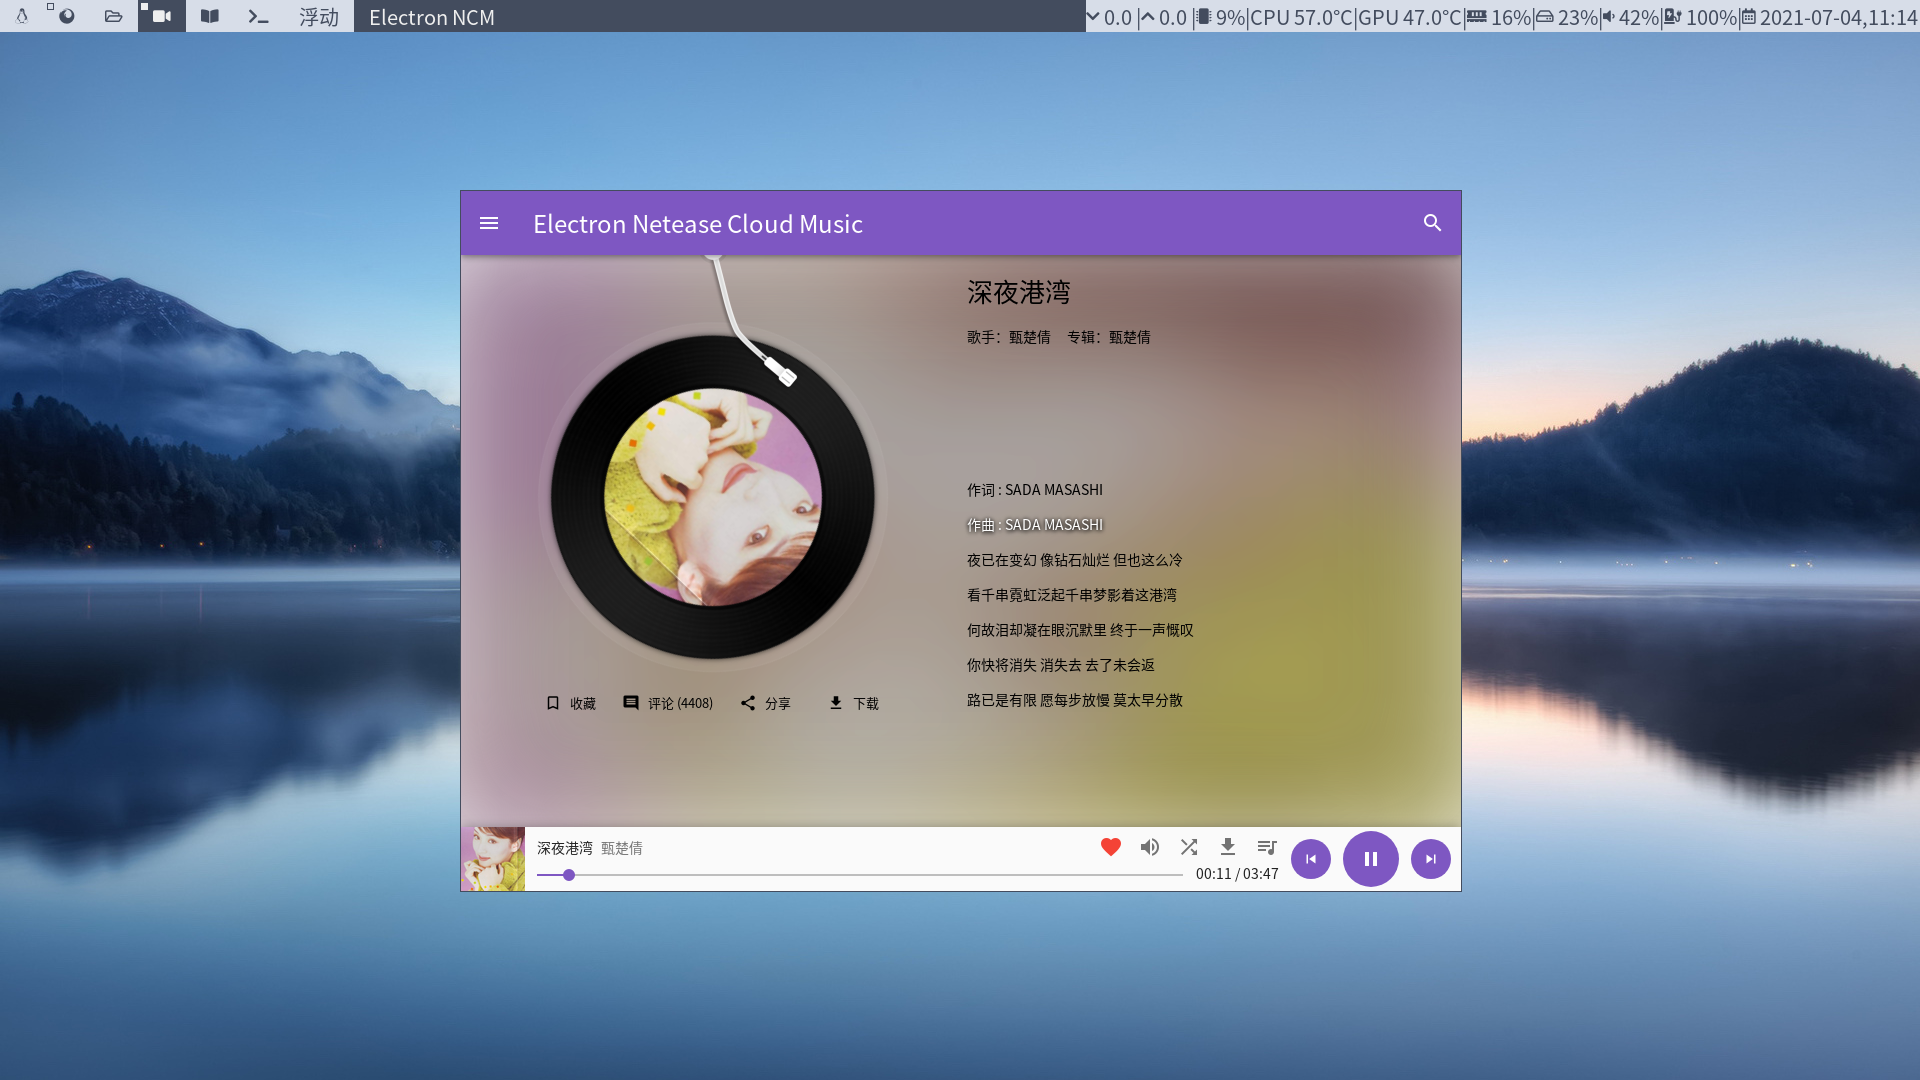 浮动 Electron NCM 0.0 | 0.0 | 9%|CPU 57.0°C|GPU 47.0°C| 16%| 23%| 42%| 100%| 2021-07-04,11:14
Electron Netease Cloud Music
深夜港湾
歌手：甄楚倩 专辑：甄楚倩
作词 : SADA MASASHI
作曲 : SADA MASASHI
夜已在变幻 像钻石灿烂 但也这么冷
看千串霓虹泛起千串梦影着这港湾
何故泪却凝在眼沉默里 终于一声慨叹
你快将消失 消失去 去了未会返
路已是有限 愿每步放慢 莫太早分散
收藏 评论 (4408) 分享 下载
深夜港湾 甄楚倩
00:11 / 03:47